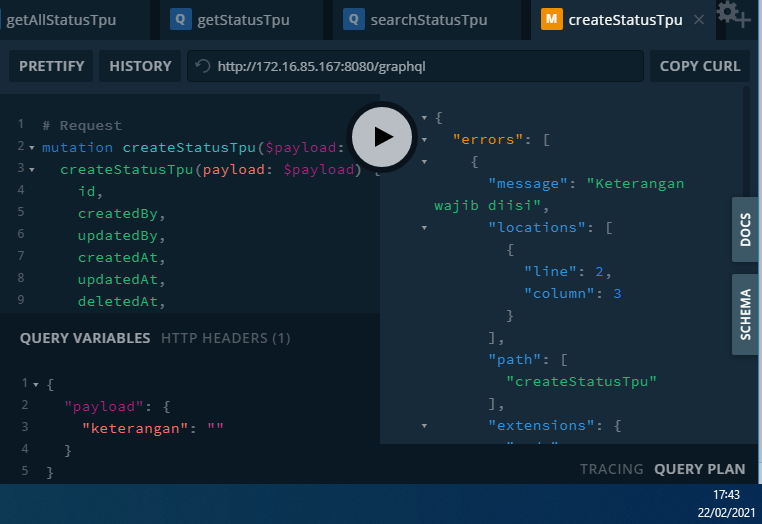 getAllStatusTpu
Q getStatusTpu
Q searchStatusTpu
M createStatusTpu
PRETTIFY
HISTORY
http://172.16.85.167:8080/graphql
COPY CURL
1 # Request
2 mutation createStatusTpu($payload:
3 createStatusTpu(payload: $payload)
4 id,
5 createdBy,
6 updatedBy,
7 createdAt,
8 updatedAt,
9 deletedAt,
QUERY VARIABLES HTTP HEADERS (1)
1 {
2 "payload": {
3 "keterangan": ""
4 }
5 }
{
"errors": [
{
"message": "Keterangan
wajib diisi",
"locations": [
{
"line": 2,
"column": 3
}
],
"path": [
"createStatusTpu"
],
"extensions": {
DOCS
SCHEMA
TRACING QUERY PLAN
17:43
22/02/2021